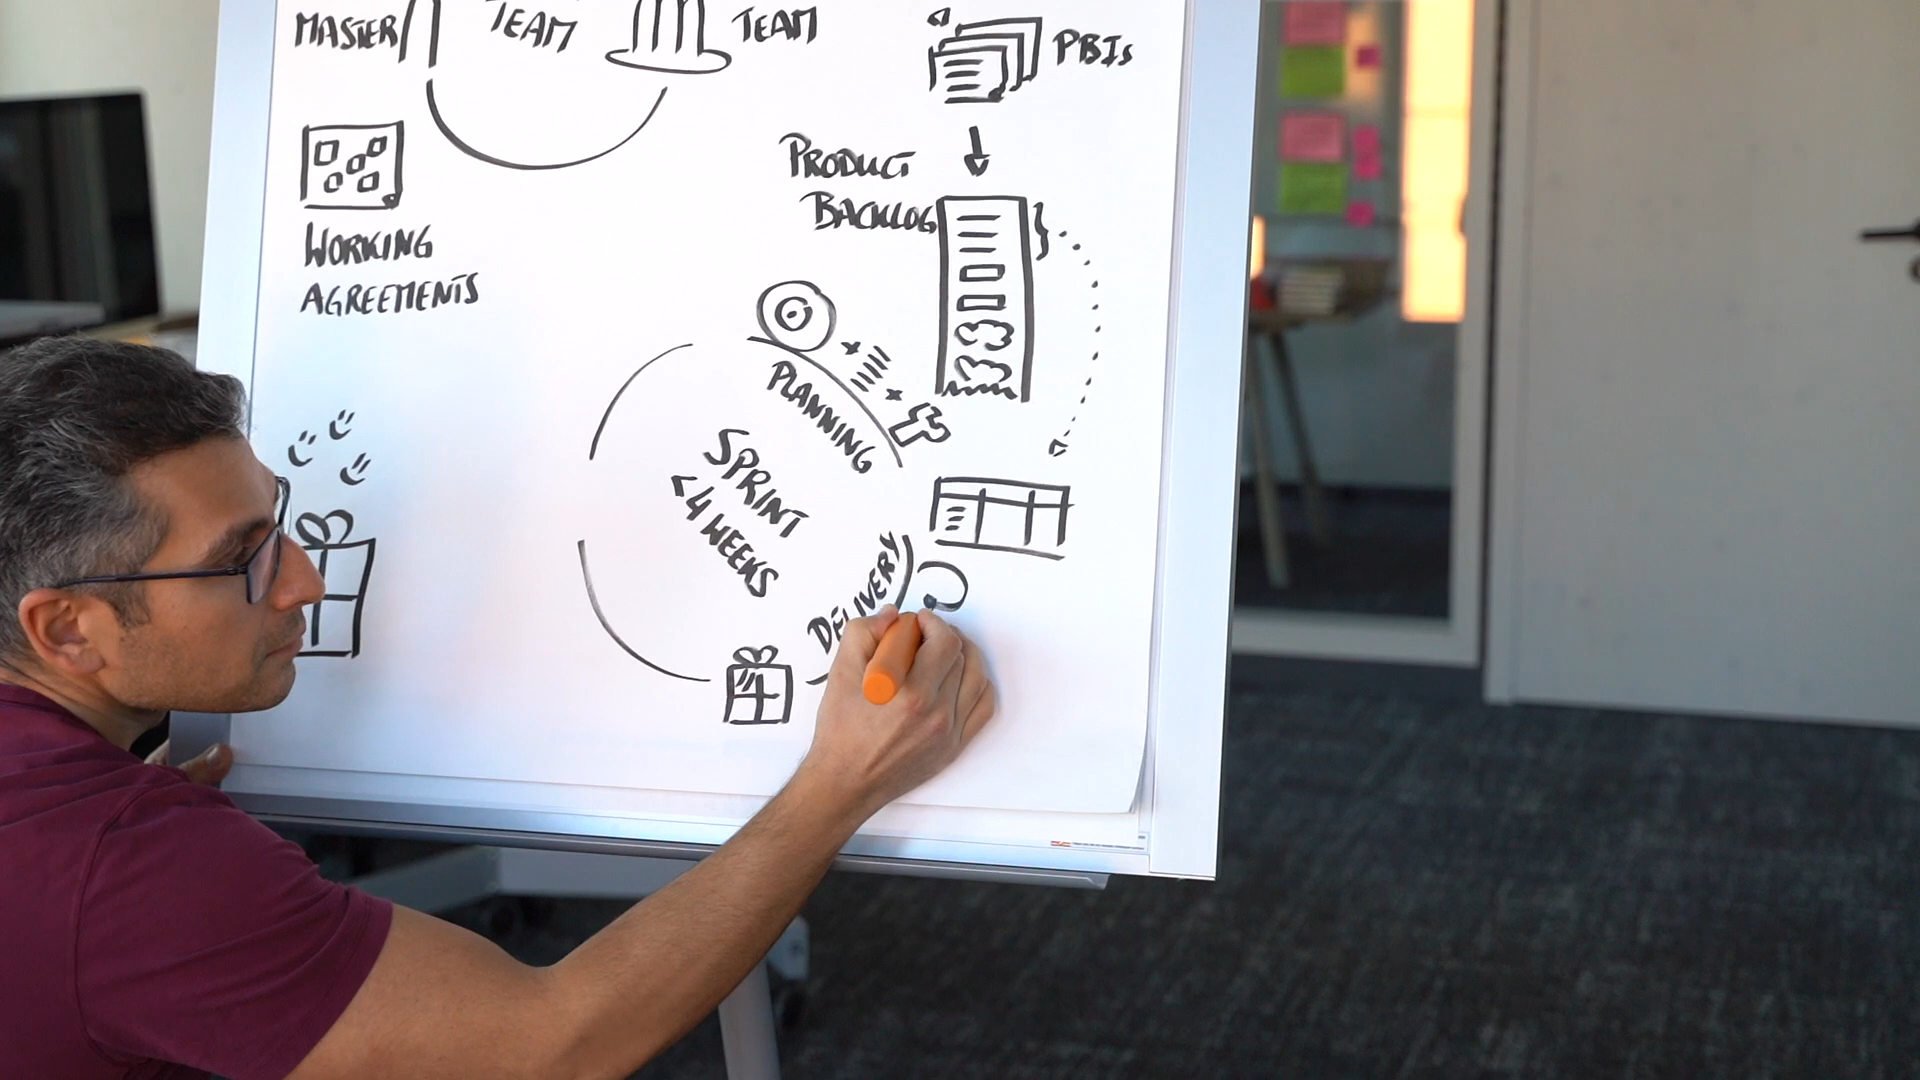 MASTER
TEAM
TEAM
PBIs
PRODUCT
BACKLOG
WORKING
AGREEMENTS
PLANNING
SPRINT
<4 WEEKS
DELIVERY